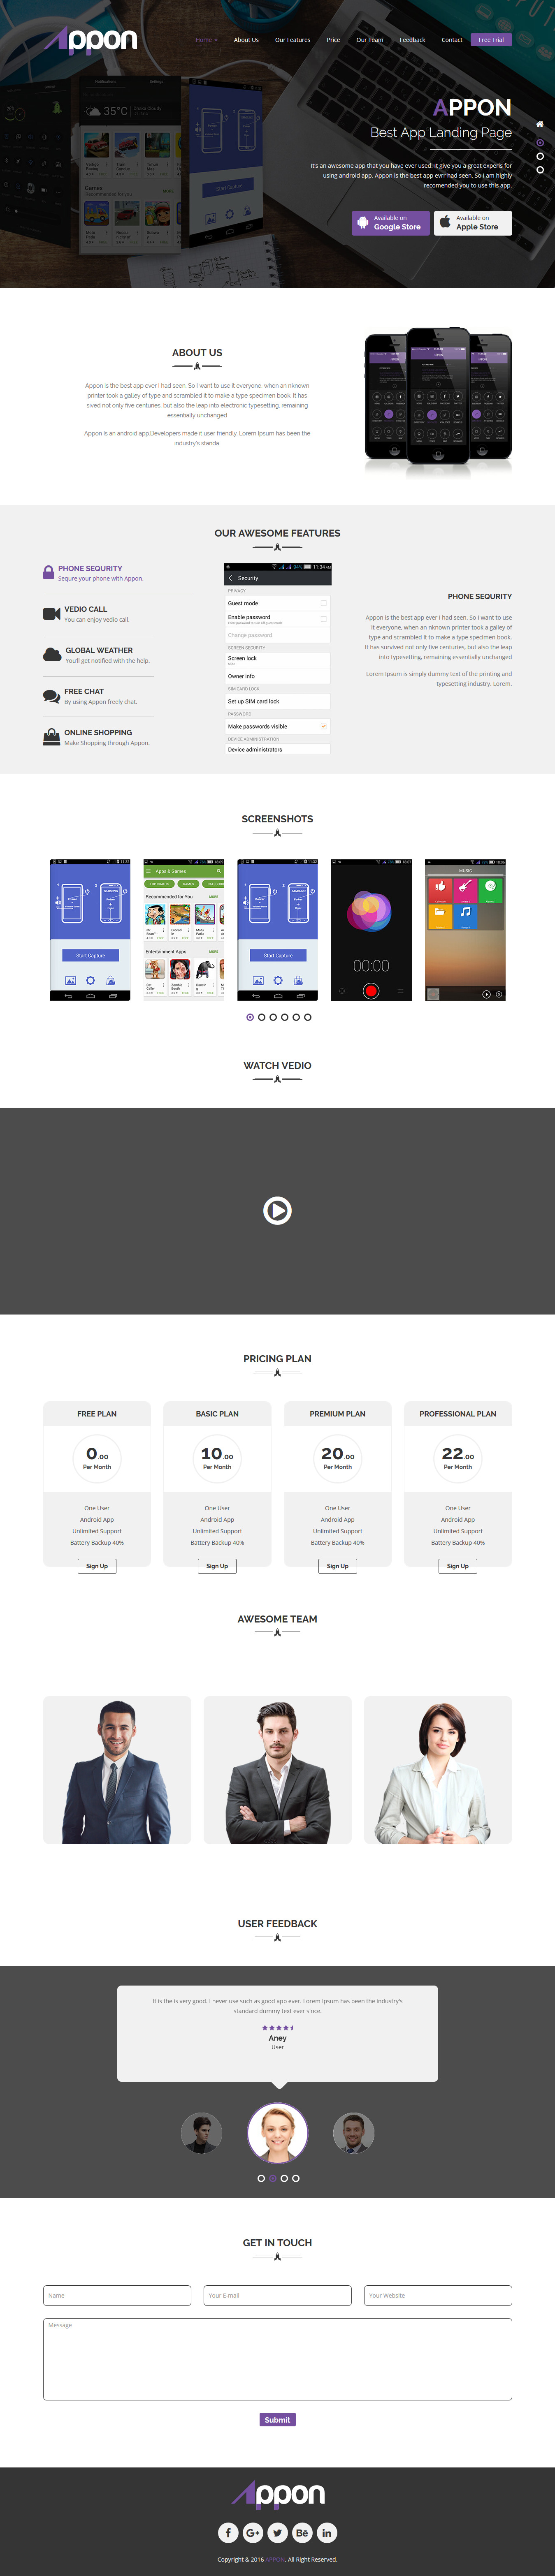 Appon
Home
About Us
Our Features
Price
Our Team
Feedback
Contact
Free Trial
35°C
Games
Recommended for you
MORE
Start Capture
APPON
Best App Landing Page
It's an awesome app that you have ever used. It give you a great experis for
using android app. Appon is the best app evrr had seen. So I am highly
recomended you to use this app.
Available on
Google Store
Available on
Apple Store
ABOUT US
Appon is the best app ever I had seen. So I want to use it everyone. when an nknown
printer took a galley of type and scrambled it to make a type specimen book. It has
sived not only five centuries, but also the leap into electronic typesetting, remaining
essentially unchanged
Appon Is an android app.Developers made it user friendly. Lorem Ipsum has been the
industry's standa.
OUR AWESOME FEATURES
PHONE SEQURITY
Sequre your phone with Appon.
VEDIO CALL
You can enjoy vedio call.
GLOBAL WEATHER
You'll get notified with the help.
FREE CHAT
By using Appon freely chat.
ONLINE SHOPPING
Make Shopping through Appon.
11:34 AM
Security
PRIVACY
Guest mode
Enable password
Change password
SCREEN SECURITY
Screen lock
Owner info
SIM CARD LOCK
Set up SIM card lock
PASSWORD
Make passwords visible
DEVICE ADMINISTRATION
Device administrators
PHONE SEQURITY
Appon is the best app ever I had seen. So I want to use
it everyone, when an nknown printer took a galley of
type and scrambled it to make a type specimen book.
It has survived not only five centuries, but also the leap
into typesetting, remaining essentially unchanged
Lorem Ipsum is simply dummy text of the printing and
typesetting industry. Lorem.
SCREENSHOTS
Start Capture
Apps & Games
Recommended for You
MORE
Entertainment Apps
MORE
Start Capture
00:00
MUSIC
WATCH VEDIO
PRICING PLAN
FREE PLAN
0.00
Per Month
One User
Android App
Unlimited Support
Battery Backup 40%
Sign Up
BASIC PLAN
10.00
Per Month
One User
Android App
Unlimited Support
Battery Backup 40%
Sign Up
PREMIUM PLAN
20.00
Per Month
One User
Android App
Unlimited Support
Battery Backup 40%
Sign Up
PROFESSIONAL PLAN
22.00
Per Month
One User
Android App
Unlimited Support
Battery Backup 40%
Sign Up
AWESOME TEAM
USER FEEDBACK
It is the is very good. I never use such as good app ever. Lorem Ipsum has been the industry's
standard dummy text ever since.
Aney
User
GET IN TOUCH
Name
Your E-mail
Your Website
Message
Submit
Appon
Copyright & 2016 APPON. All Right Reserved.